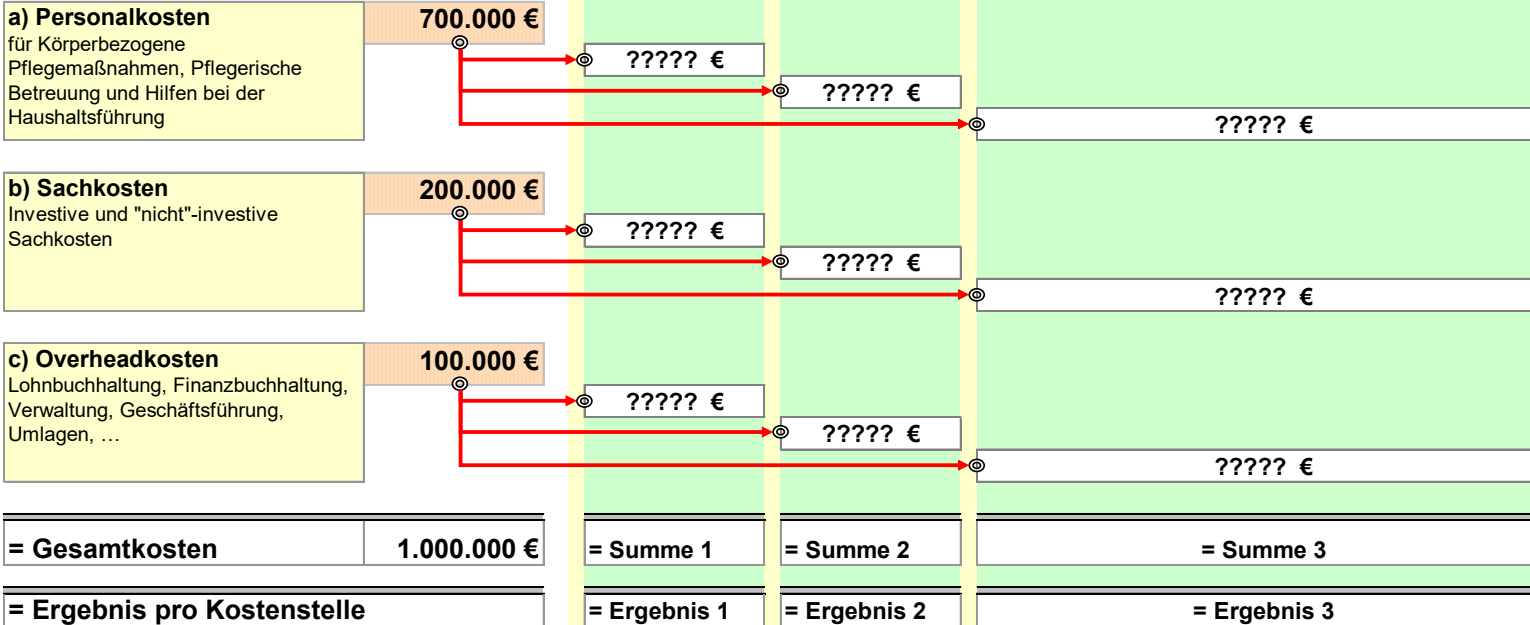 a) Personalkosten 700.000 €
für Körperbezogene
Pflegemaßnahmen, Pflegerische
Betreuung und Hilfen bei der
Haushaltsführung
????? €
????? €
????? €
b) Sachkosten 200.000 €
Investive und "nicht"-investive
Sachkosten
????? €
????? €
????? €
c) Overheadkosten 100.000 €
Lohnbuchhaltung, Finanzbuchhaltung,
Verwaltung, Geschäftsführung,
Umlagen, …
????? €
????? €
????? €
= Gesamtkosten 1.000.000 € = Summe 1 = Summe 2 = Summe 3
= Ergebnis pro Kostenstelle = Ergebnis 1 = Ergebnis 2 = Ergebnis 3